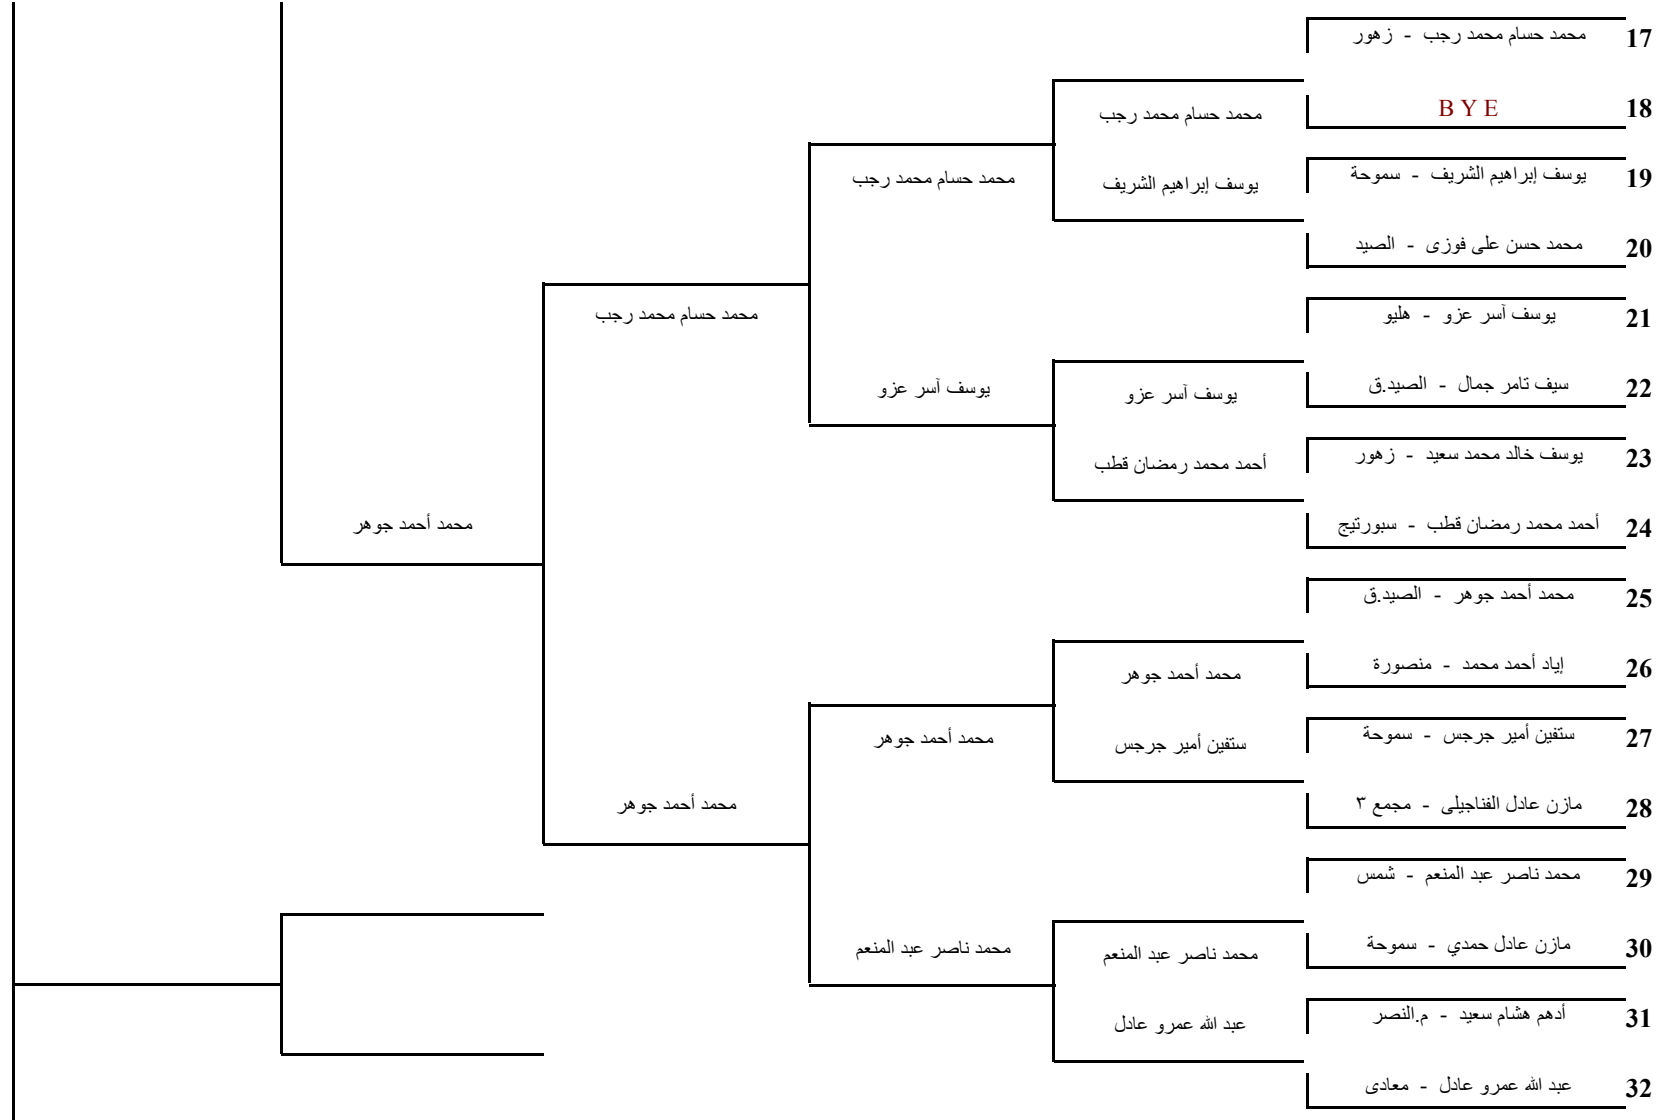 محمد حسام محمد رجب - زهور 17
محمد حسام محمد رجب B Y E 18
محمد حسام محمد رجب يوسف إبراهيم الشريف يوسف إبراهيم الشريف - سموحة 19
محمد حسن على فوزى - الصيد 20
محمد حسام محمد رجب يوسف آسر عزو - هليو 21
يوسف آسر عزو يوسف آسر عزو سيف تامر جمال - الصيد.ق 22
أحمد محمد رمضان قطب يوسف خالد محمد سعيد - زهور 23
محمد أحمد جوهر أحمد محمد رمضان قطب - سبورتيج 24
محمد أحمد جوهر - الصيد.ق 25
محمد أحمد جوهر إياد أحمد محمد - منصورة 26
محمد أحمد جوهر ستفين أمير جرجس ستفين أمير جرجس - سموحة 27
محمد أحمد جوهر مازن عادل الفناجيلى - مجمع ٣ 28
محمد ناصر عبد المنعم - شمس 29
محمد ناصر عبد المنعم محمد ناصر عبد المنعم مازن عادل حمدي - سموحة 30
عبد الله عمرو عادل أدهم هشام سعيد - م.النصر 31
عبد الله عمرو عادل - معادى 32